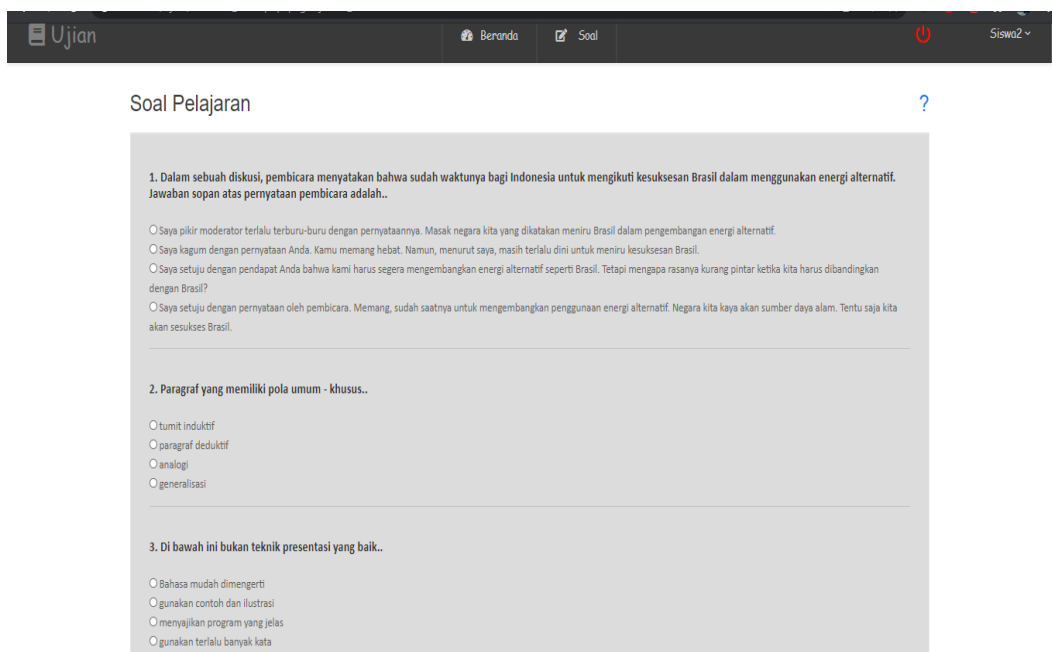 Ujian
Beranda
Soal
Siswa2
Soal Pelajaran
?
1. Dalam sebuah diskusi, pembicara menyatakan bahwa sudah waktunya bagi Indonesia untuk mengikuti kesuksesan Brasil dalam menggunakan energi alternatif.
Jawaban sopan atas pernyataan pembicara adalah..
Saya pikir moderator terlalu terburu-buru dengan pernyataannya. Masak negara kita yang dikatakan meniru Brasil dalam pengembangan energi alternatif.
Saya kagum dengan pernyataan Anda. Kamu memang hebat. Namun, menurut saya, masih terlalu dini untuk meniru kesuksesan Brasil.
Saya setuju dengan pendapat Anda bahwa kami harus segera mengembangkan energi alternatif seperti Brasil. Tetapi mengapa rasanya kurang pintar ketika kita harus dibandingkan
dengan Brasil?
Saya setuju dengan pernyataan oleh pembicara. Memang, sudah saatnya untuk mengembangkan penggunaan energi alternatif. Negara kita kaya akan sumber daya alam. Tentu saja kita
akan sesukses Brasil.
2. Paragraf yang memiliki pola umum - khusus..
tumit induktif
paragraf deduktif
analogi
generalisasi
3. Di bawah ini bukan teknik presentasi yang baik..
Bahasa mudah dimengerti
gunakan contoh dan ilustrasi
menyajikan program yang jelas
gunakan terlalu banyak kata